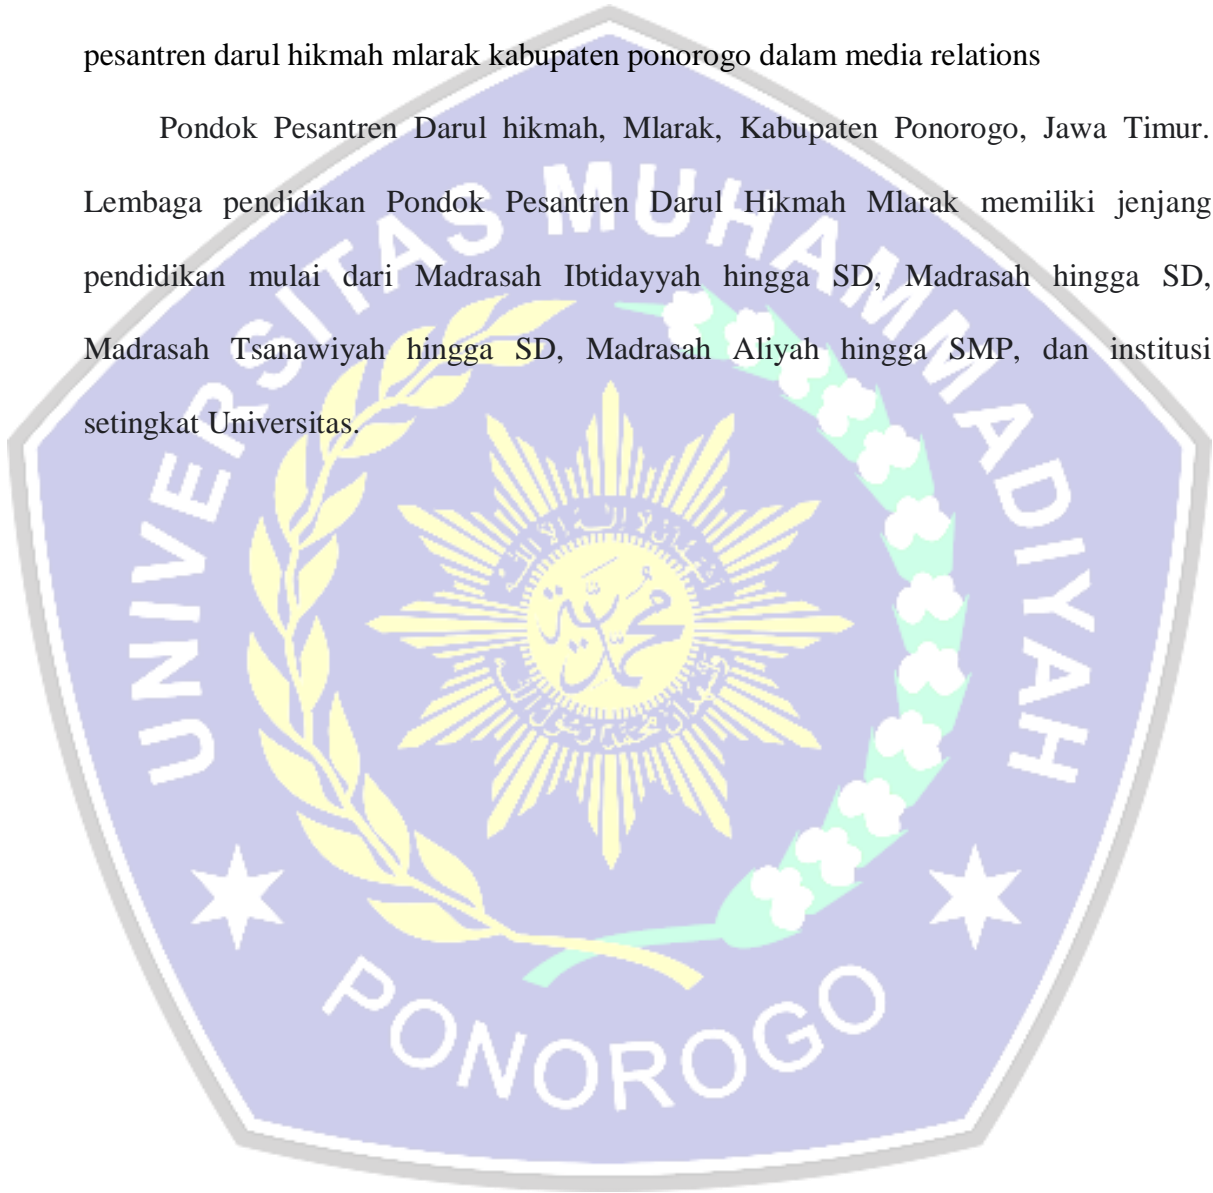 pesantren darul hikmah mlarak kabupaten ponorogo dalam media relations
Pondok Pesantren Darul hikmah, Mlarak, Kabupaten Ponorogo, Jawa Timur.
Lembaga pendidikan Pondok Pesantren Darul Hikmah Mlarak memiliki jenjang
pendidikan mulai dari Madrasah Ibtidayyah hingga SD, Madrasah hingga SD,
Madrasah Tsanawiyah hingga SD, Madrasah Aliyah hingga SMP, dan institusi
setingkat Universitas.
UNIVERSITAS MUHAMMADIYAH
محمدية
PONOROGO